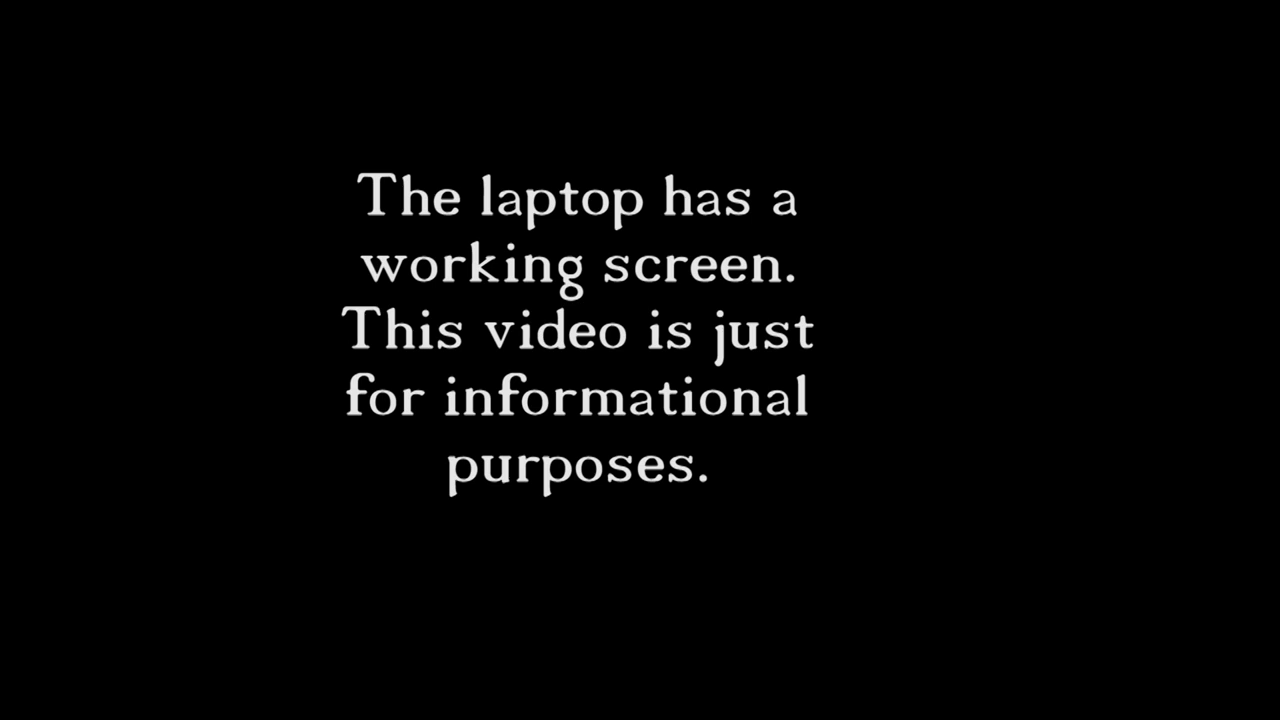 The laptop has a
working screen.
This video is just
for informational
purposes.